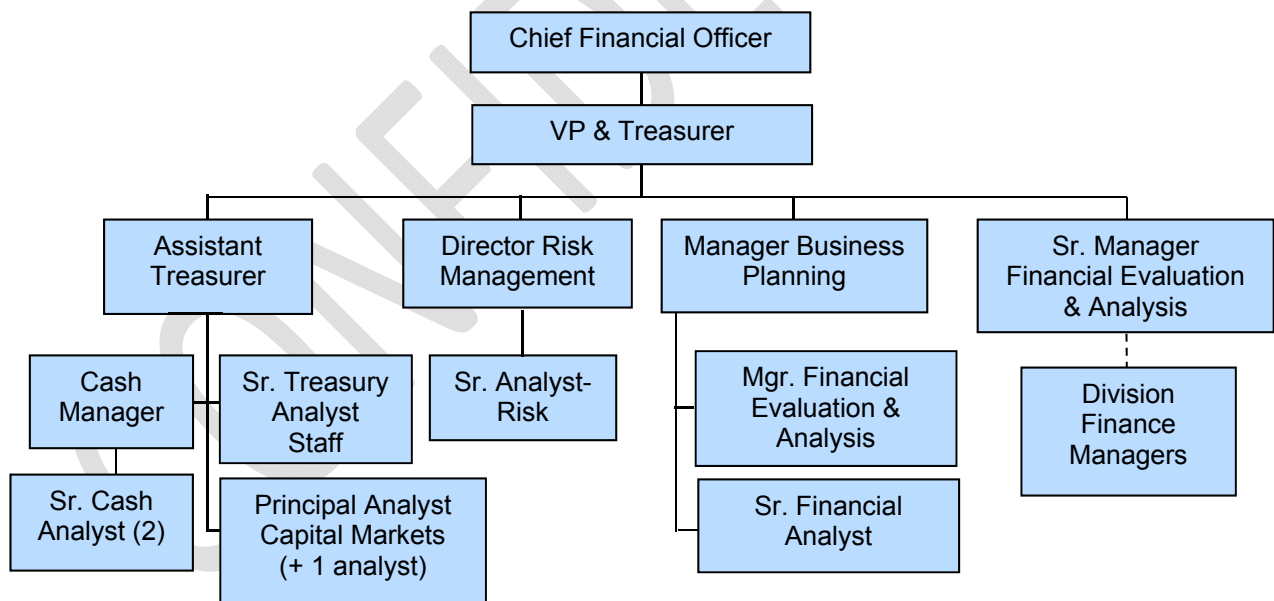 Chief Financial Officer
VP & Treasurer
Assistant
Treasurer
Director Risk
Management
Manager Business
Planning
Sr. Manager
Financial Evaluation
& Analysis
Cash
Manager
Sr. Treasury
Analyst
Staff
Sr. Analyst-
Risk
Mgr. Financial
Evaluation &
Analysis
Division
Finance
Managers
Sr. Cash
Analyst (2)
Principal Analyst
Capital Markets
(+ 1 analyst)
Sr. Financial
Analyst